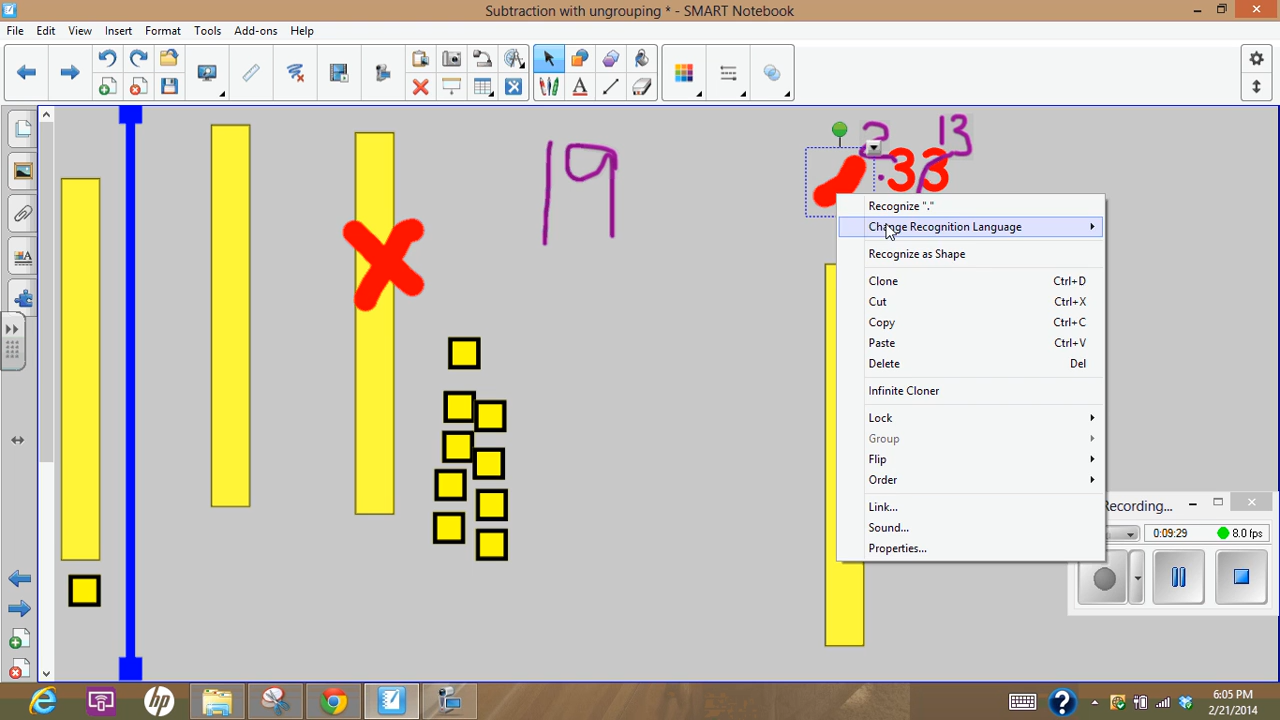 Subtraction with ungrouping * - SMART Notebook
File Edit View Insert Format Tools Add-ons Help
A
2 13
19
33
Recognize "."
Change Recognition Language
Recognize as Shape
Clone Ctrl+D
Cut Ctrl+X
Copy Ctrl+C
Paste Ctrl+V
Delete Del
Infinite Cloner
Lock
Group
Flip
Order
Link...
Sound...
Properties...
Recording...
0:09:29 8.0 fps
hp
?
6:05 PM
2/21/2014